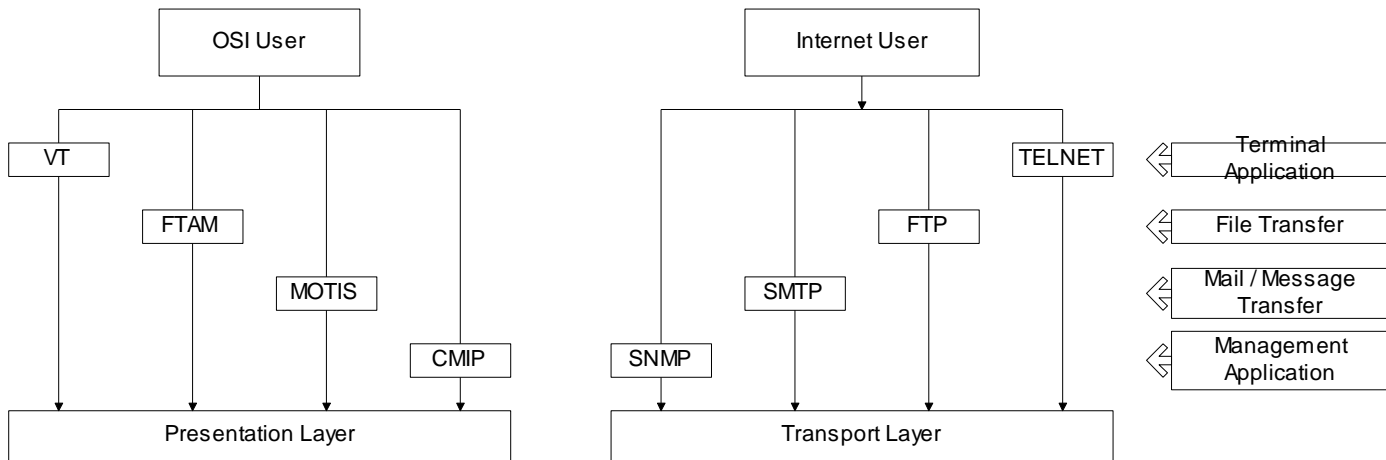 OSI User
Internet User
VT
TELNET
Terminal
Application
FTAM
FTP
File Transfer
MOTIS
SMTP
Mail / Message
Transfer
CMIP
SNMP
Management
Application
Presentation Layer
Transport Layer